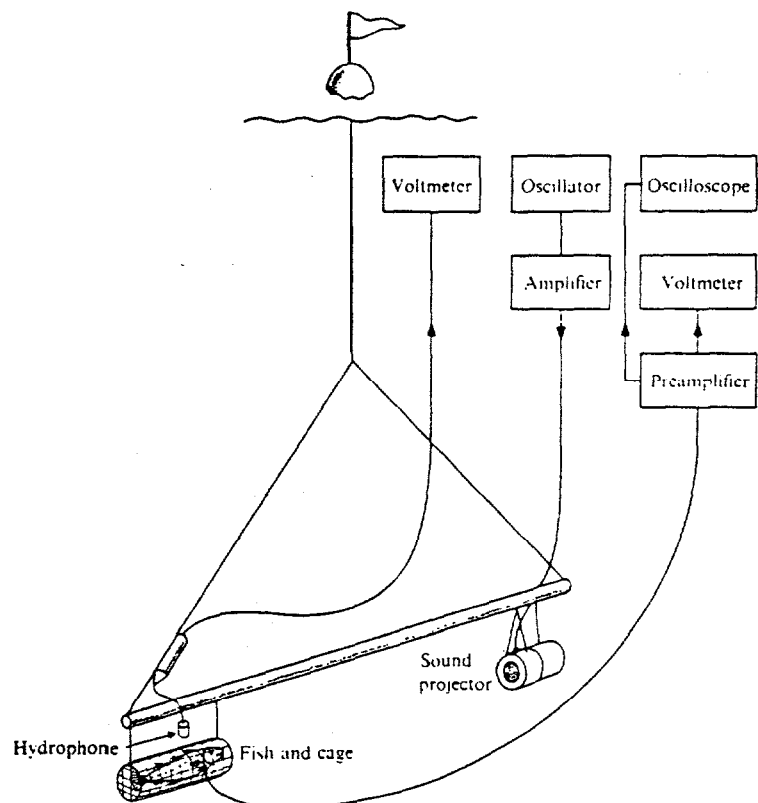 Voltmeter
Oscillator
Oscilloscope
Amplifier
Voltmeter
Preamplifier
Sound
projector
Hydrophone
Fish and cage